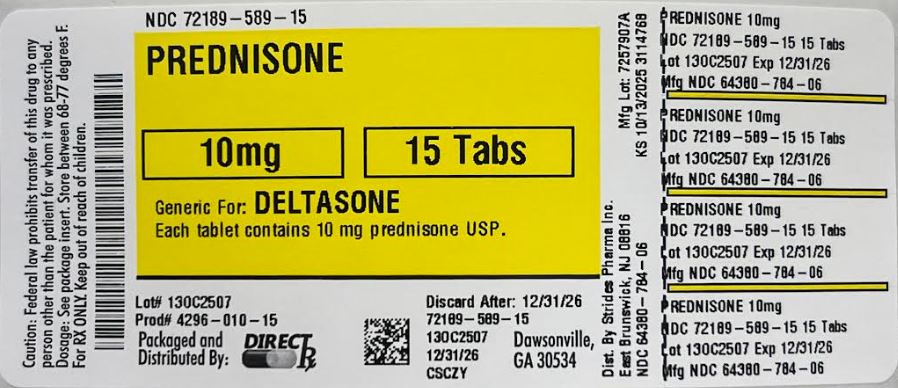 Caution: Federal law prohibits transfer of this drug to any
person other than the patient for whom it was prescribed.
Dosage: See package insert. Store between 68-77 degrees F.
For RX ONLY. Keep out of reach of children.
NDC 72189-589-15
PREDNISONE
10mg
15 Tabs
Generic For: DELTASONE
Each tablet contains 10 mg prednisone USP.
Lot# 130C2507
Prod# 4296-010-15
Packaged and
Distributed By:
DIRECT Rx
Discard After: 12/31/26
72189-589-15
130C2507
12/31/26
CSCZY
Dawsonville,
GA 30534
Dist. By Strides Pharma Inc.
East Brunswick, NJ 08816
NDC 64380-784-06
Mfg Lot: 7257907A
KS 10/13/2025 3114768
PREDNISONE 10mg
NDC 72189-589-15 15 Tabs
Lot 130C2507 Exp 12/31/26
Mfg NDC 64380-784-06
PREDNISONE 10mg
NDC 72189-589-15 15 Tabs
Lot 130C2507 Exp 12/31/26
Mfg NDC 64380-784-06
PREDNISONE 10mg
NDC 72189-589-15 15 Tabs
Lot 130C2507 Exp 12/31/26
Mfg NDC 64380-784-06
PREDNISONE 10mg
NDC 72189-589-15 15 Tabs
Lot 130C2507 Exp 12/31/26
Mfg NDC 64380-784-06